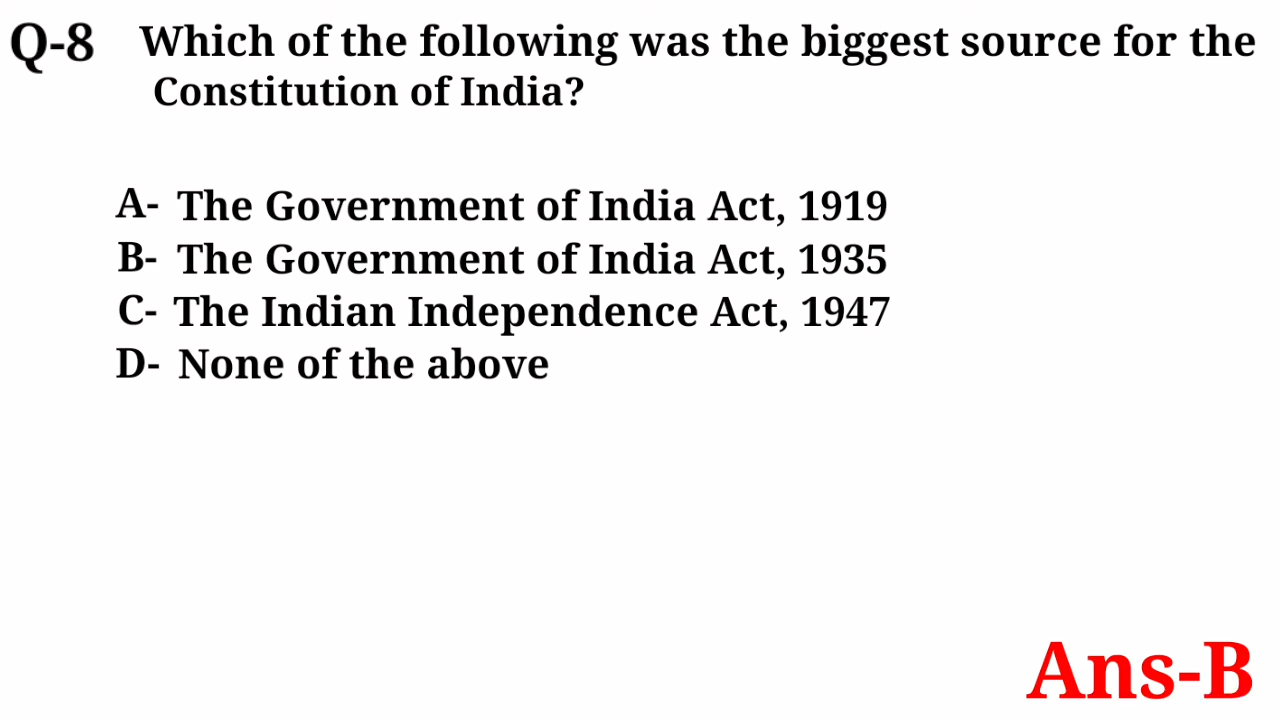 Q-8 Which of the following was the biggest source for the
Constitution of India?
A- The Government of India Act, 1919
B- The Government of India Act, 1935
C- The Indian Independence Act, 1947
D- None of the above
Ans-B